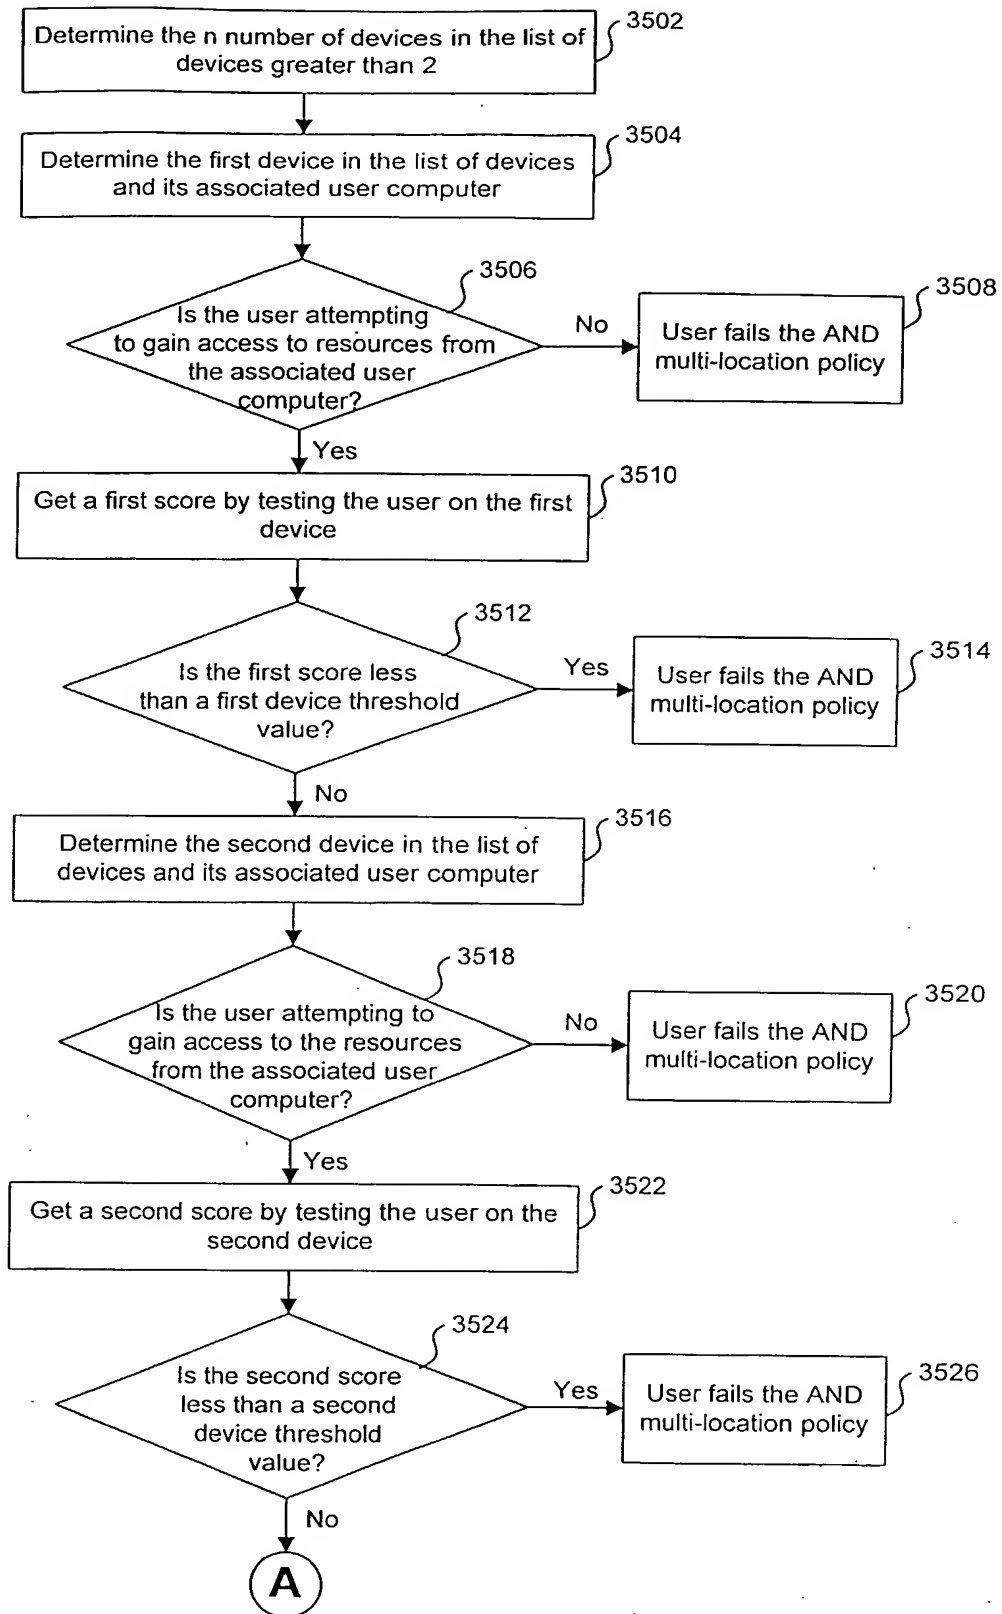 3502
Determine the n number of devices in the list of
devices greater than 2
3504
Determine the first device in the list of devices
and its associated user computer
3506
Is the user attempting
to gain access to resources from
the associated user
computer?
No
3508
User fails the AND
multi-location policy
Yes
3510
Get a first score by testing the user on the first
device
3512
Is the first score less
than a first device threshold
value?
Yes
3514
User fails the AND
multi-location policy
No
3516
Determine the second device in the list of
devices and its associated user computer
3518
Is the user attempting to
gain access to the resources
from the associated user
computer?
No
3520
User fails the AND
multi-location policy
Yes
3522
Get a second score by testing the user on the
second device
3524
Is the second score
less than a second
device threshold
value?
Yes
3526
User fails the AND
multi-location policy
No
A